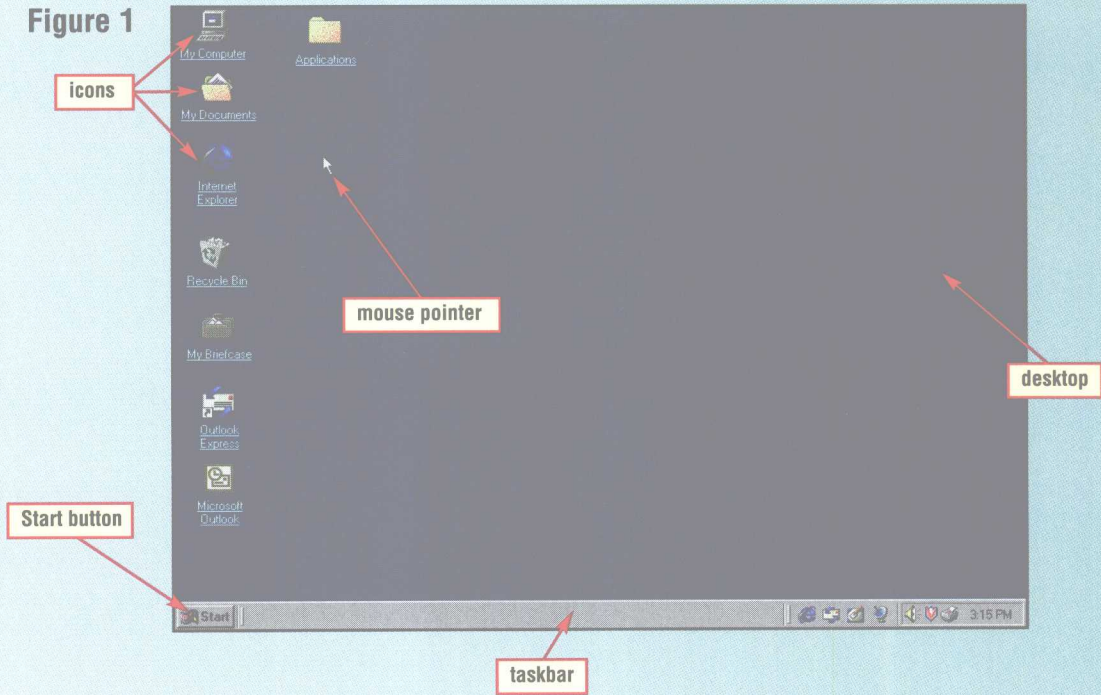 Figure 1
My Computer
Applications
icons
My Documents
Internet
Explorer
Recycle Bin
mouse pointer
My Briefcase
desktop
Outlook
Express
Microsoft
Outlook
Start button
Start
3:15 PM
taskbar